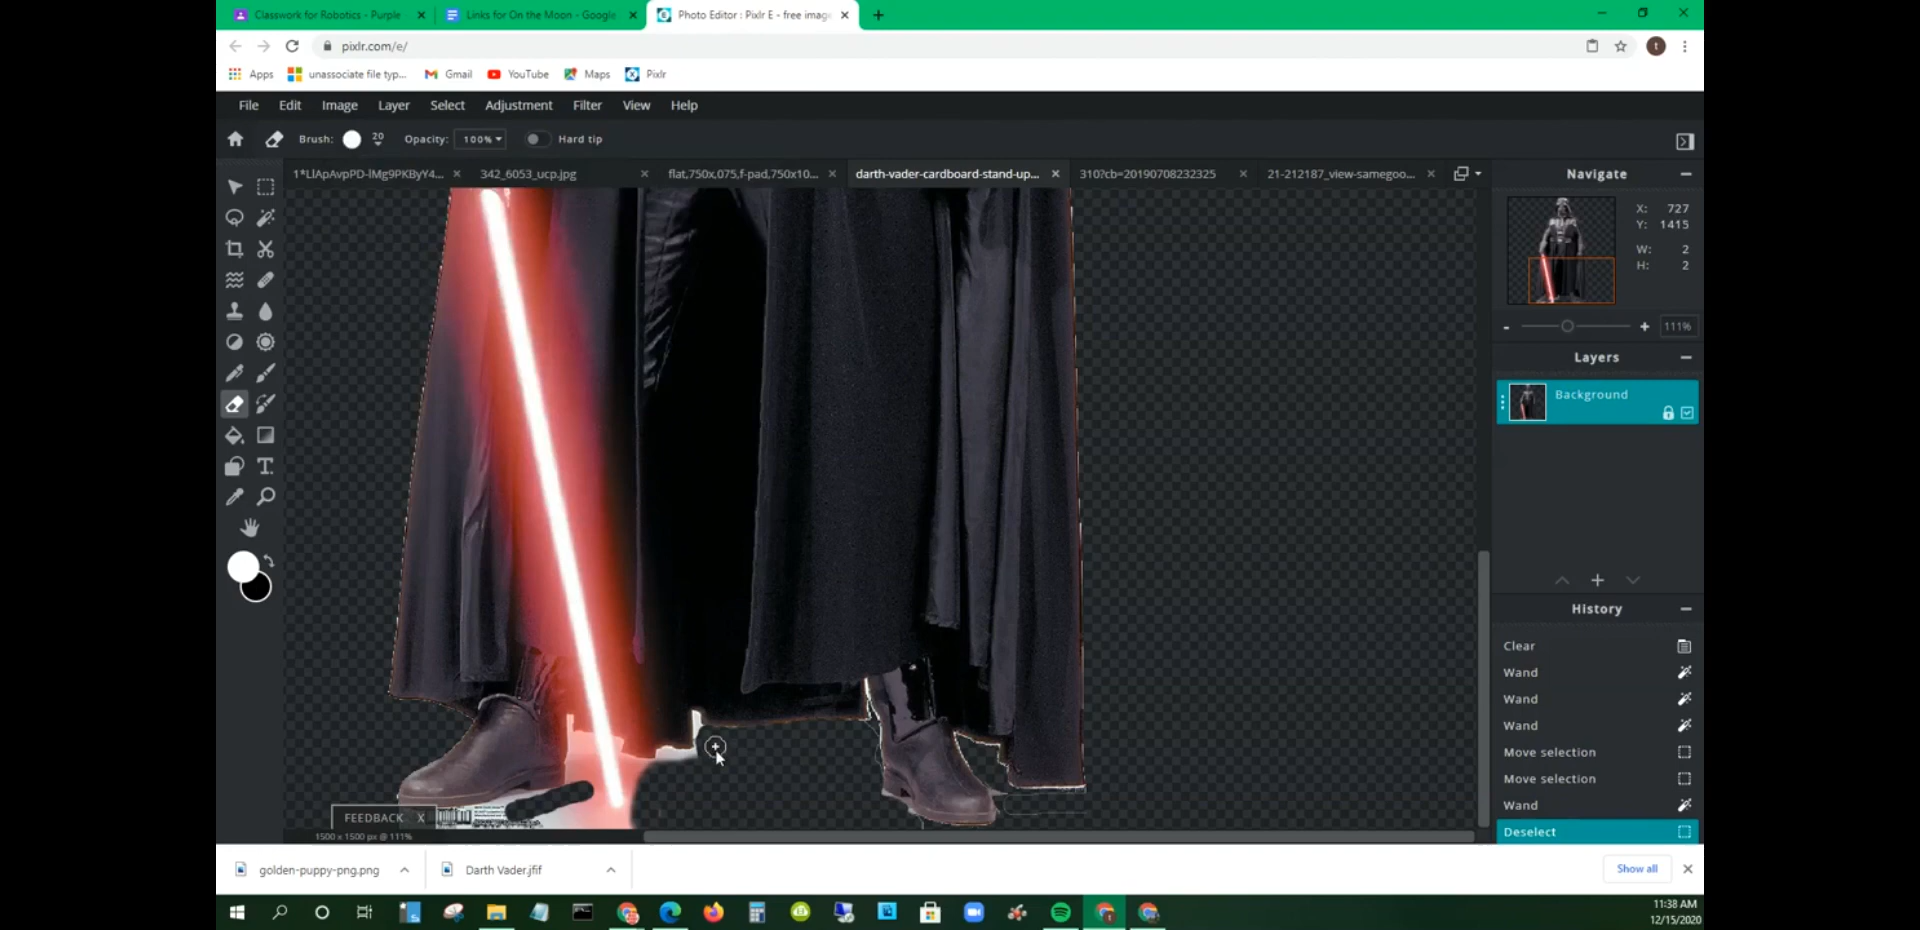 Classwork for Robotics - Purple
Links for On the Moon - Google
Photo Editor : Pixlr E - free imag
pixlr.com/e/
t
Apps
unassociate file typ...
Gmail
YouTube
Maps
Pixlr
File Edit Image Layer Select Adjustment Filter View Help
Brush: 20 Opacity: 100% Hard tip
1*LlApAvpPD-lMg9PKByY4...
342_6053_ucp.jpg
flat,750x,075,f-pad,750x10...
darth-vader-cardboard-stand-up...
310?cb=20190708232325
21-212187_view-samegoo...
Navigate
X: 727
Y: 1415
W: 2
H: 2
- + 111%
Layers
Background
History
Clear
Wand
Wand
Wand
Move selection
Move selection
Wand
Deselect
FEEDBACK X
1500 x 1500 px @ 111%
golden-puppy-png.png
Darth Vader.jfif
Show all
11:38 AM
12/15/2020